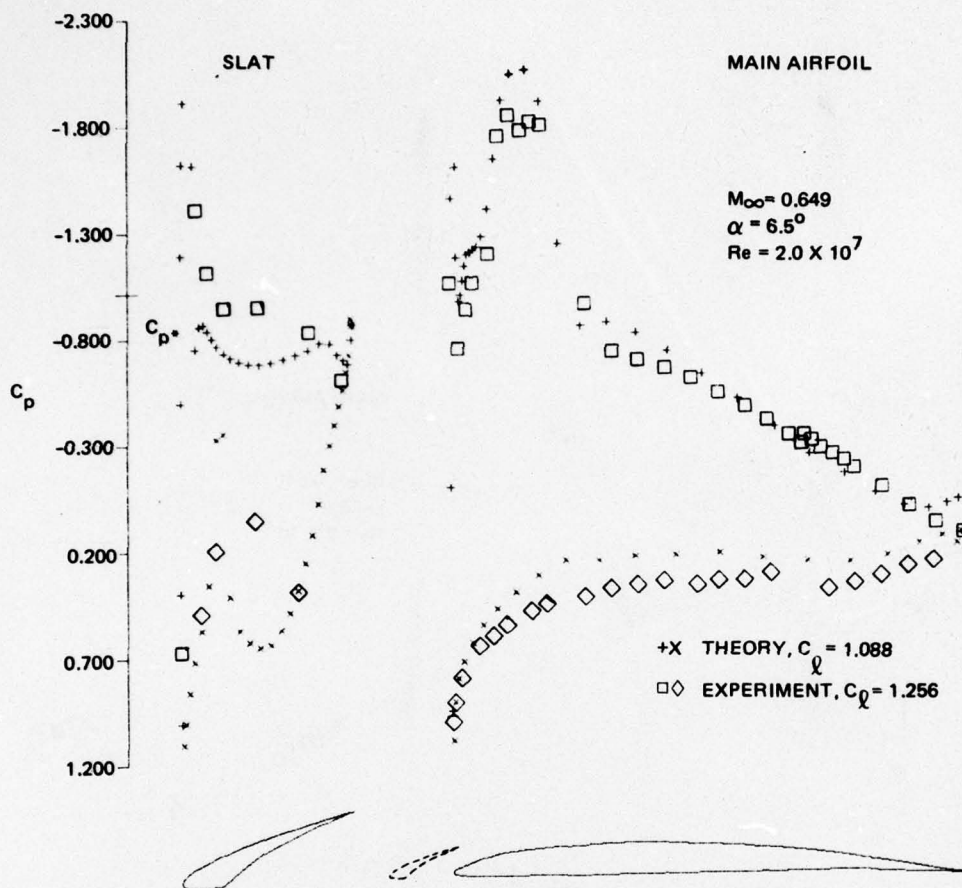 -2.300
SLAT
MAIN AIRFOIL
-1.800
M∞ = 0.649
α = 6.5°
-1.300
Re = 2.0 X 10⁷
Cp*
-0.800
Cp
-0.300
0.200
+X THEORY, Cℓ = 1.088
0.700
□◇ EXPERIMENT, Cℓ = 1.256
1.200